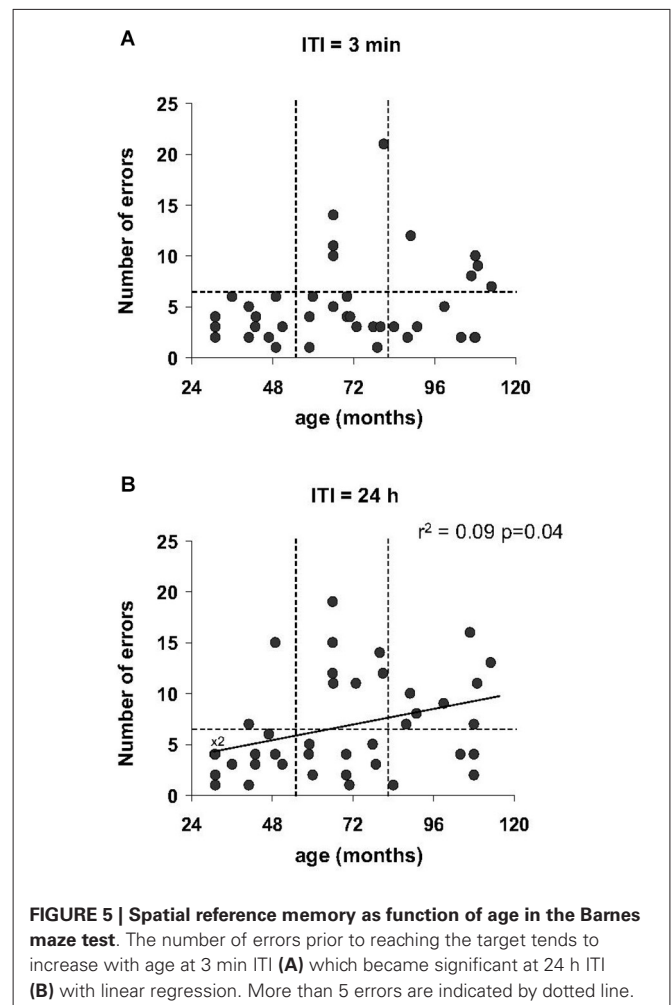 A
ITI = 3 min
25
20
15
10
5
0
Number of errors
24 48 72 96 120
age (months)
B
ITI = 24 h
r² = 0.09 p=0.04
25
20
15
10
5
0
Number of errors
x2
24 48 72 96 120
age (months)
FIGURE 5 | Spatial reference memory as function of age in the Barnes
maze test. The number of errors prior to reaching the target tends to
increase with age at 3 min ITI (A) which became significant at 24 h ITI
(B) with linear regression. More than 5 errors are indicated by dotted line.